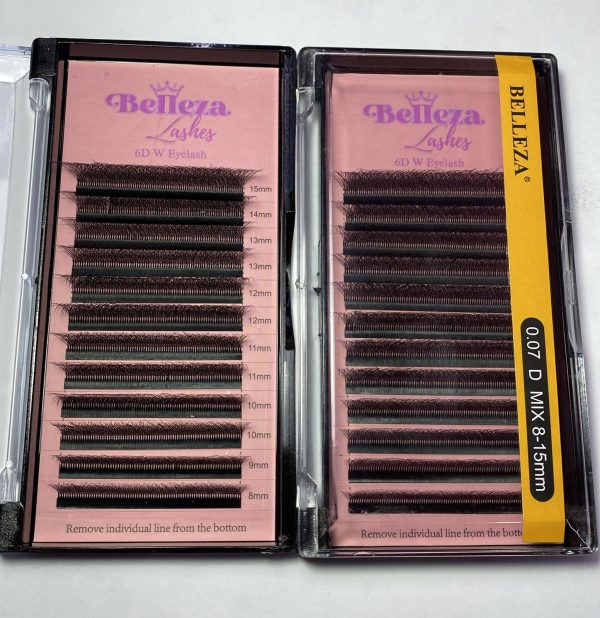 Belleza
Lashes
6D W Eyelash
15mm
14mm
13mm
13mm
12mm
12mm
11mm
11mm
10mm
10mm
9mm
8mm
Remove individual line from the bottom
Belleza
Lashes
6D W Eyelash
Remove individual line from the
BELLEZA®
0.07 D MIX 8-15mm